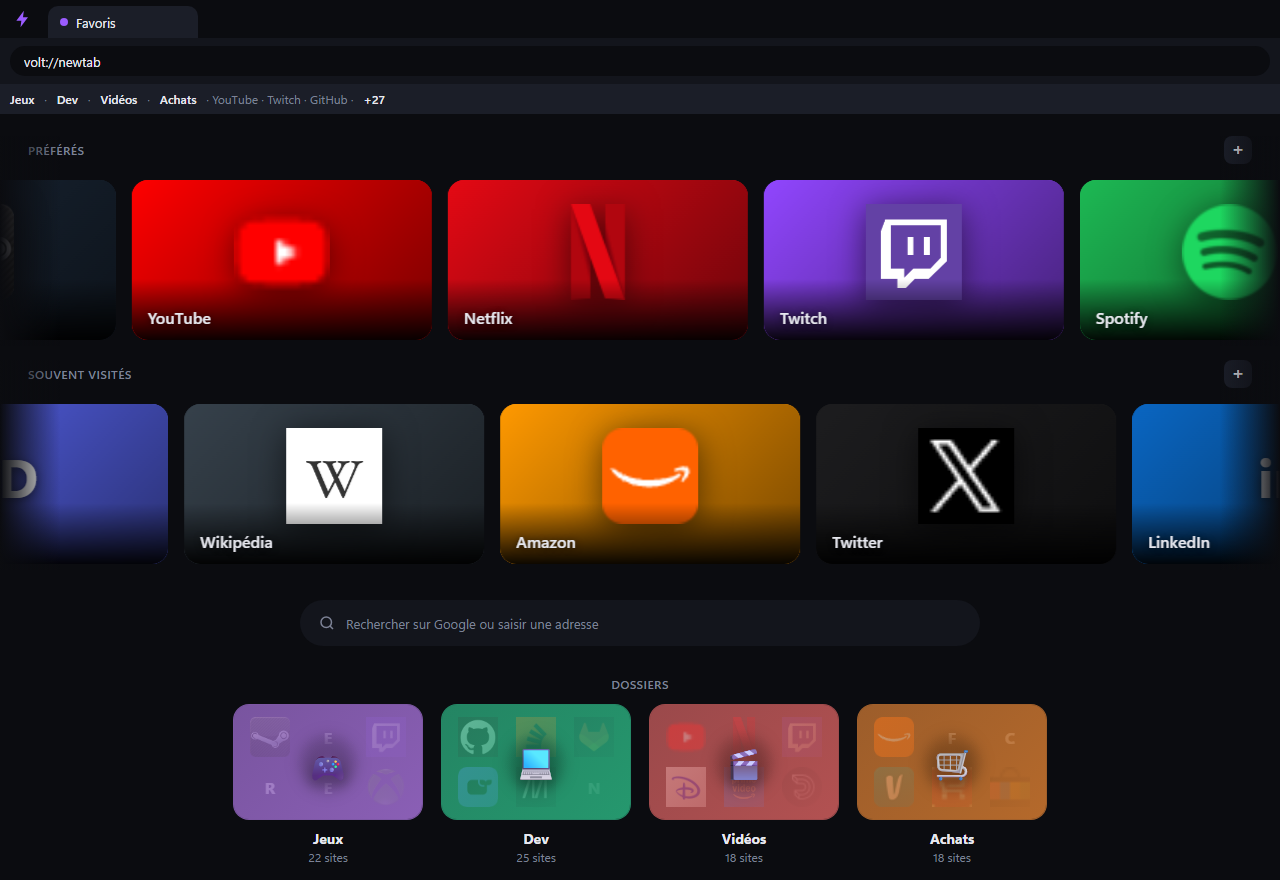 Favoris
volt://newtab
Jeux · Dev · Vidéos · Achats · YouTube · Twitch · GitHub · +27
PRÉFÉRÉS
+
YouTube
Netflix
Twitch
Spotify
SOUVENT VISITÉS
+
D
W
in
Wikipédia
Amazon
Twitter
LinkedIn
Rechercher sur Google ou saisir une adresse
DOSSIERS
E
R E
N
F C
Jeux
Dev
Vidéos
Achats
22 sites
25 sites
18 sites
18 sites